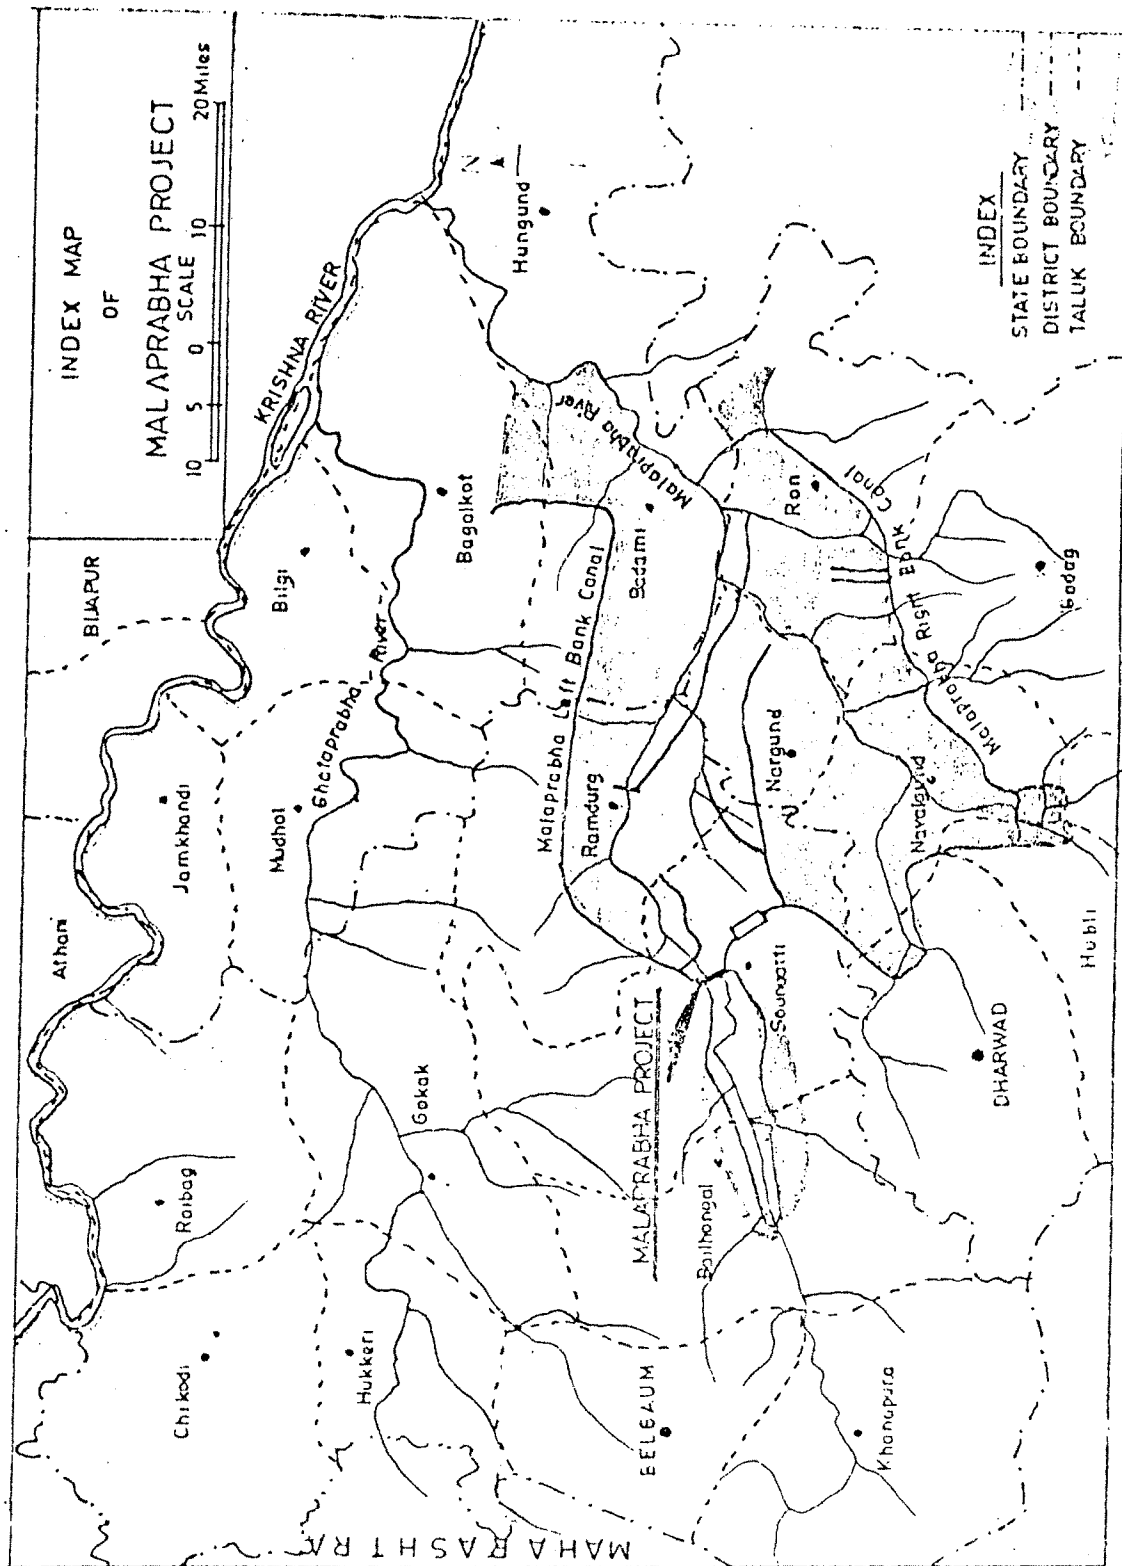 INDEX MAP
OF
MALAPRABHA PROJECT
SCALE
10 5 0 10 20 Miles
KRISHNA RIVER
BIJAPUR
Athani
Jamkhandi
Bilgi
Raibag
Chikodi
Mudhol
Ghataprabha River
Bagalkot
N
Hungund
Hukkeri
Gokak
Malaprabha Left Bank Canal
Malaprabha River
Ramdurg
Badami
MALAPRABHA PROJECT
BELGAUM
Bailhongal
Sounatti
Nargund
Ron
Khanapura
Navalgund
Malaprabha Right Bank Canal
DHARWAD
Gadag
Hubli
MAHARASHTRA
INDEX
STATE BOUNDARY
DISTRICT BOUNDARY
TALUK BOUNDARY